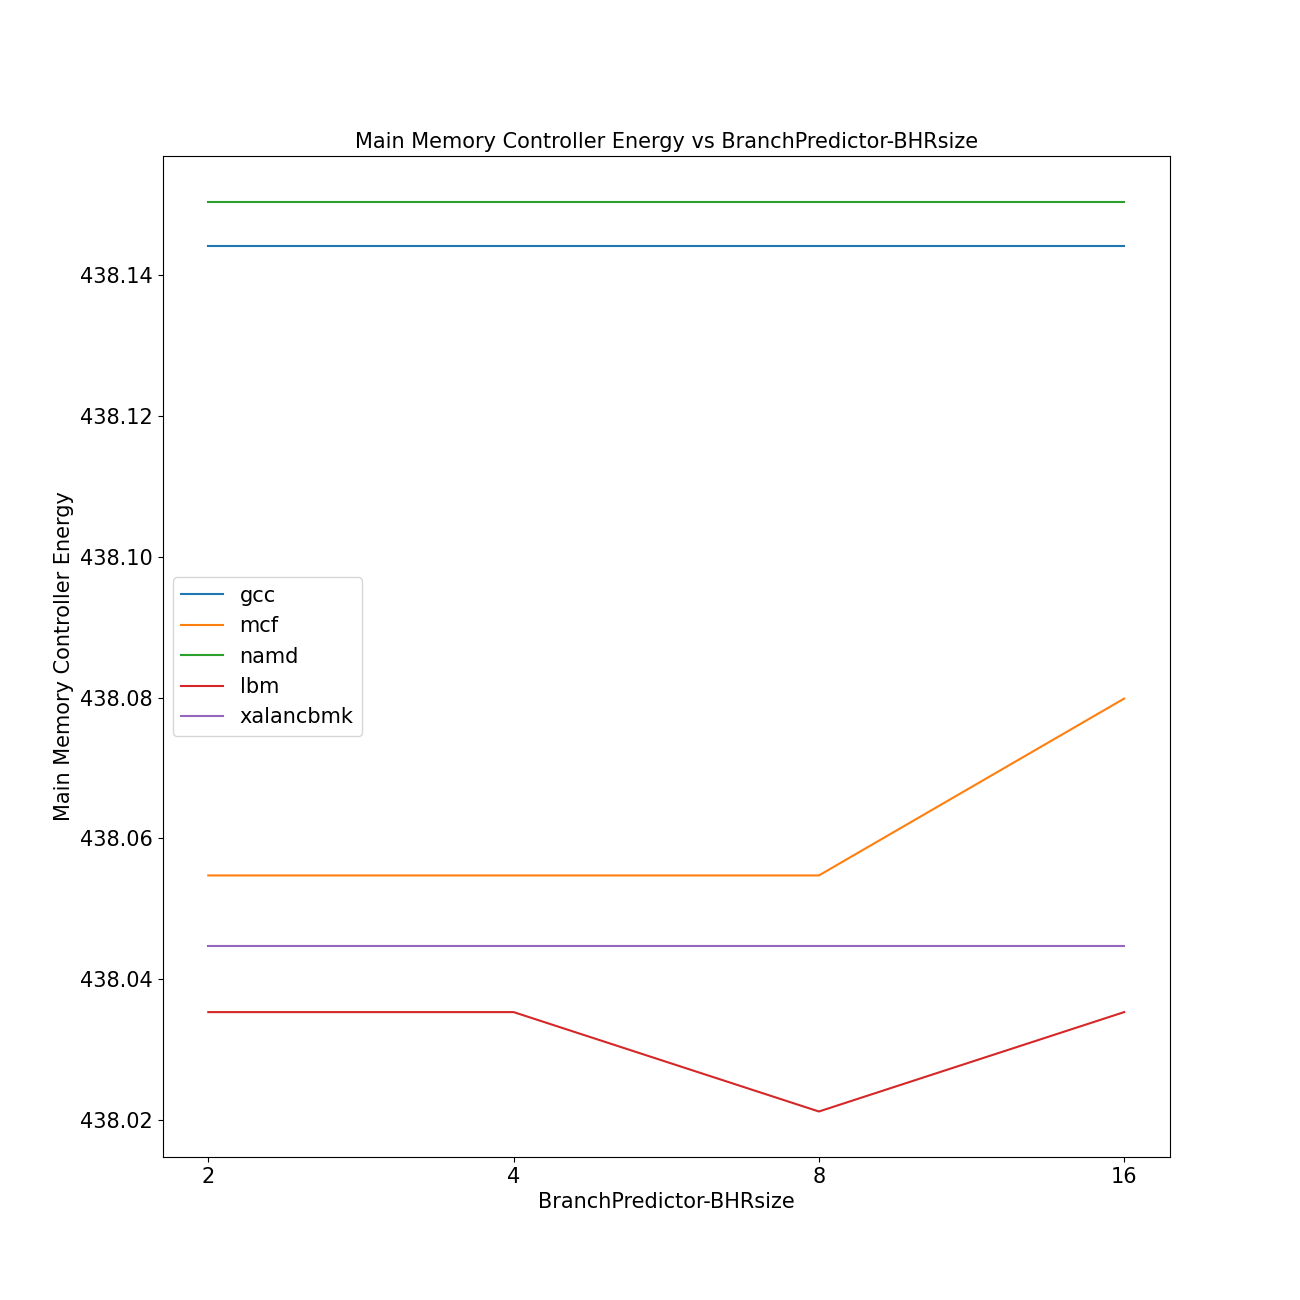 Main Memory Controller Energy vs BranchPredictor-BHRsize
Main Memory Controller Energy
438.14
438.12
438.10
438.08
438.06
438.04
438.02
gcc
mcf
namd
lbm
xalancbmk
2 4 8 16
BranchPredictor-BHRsize